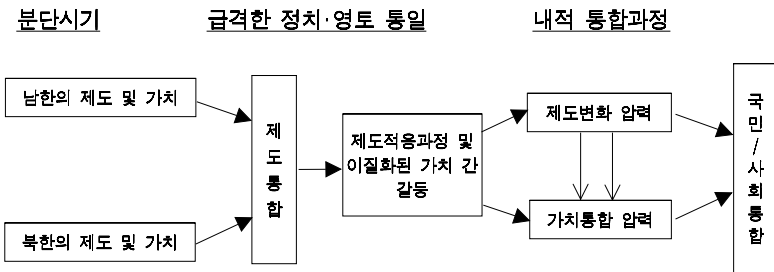 분단시기
급격한 정치·영토 통일
내적 통합과정
남한의 제도 및 가치
북한의 제도 및 가치
제
도
통
합
제도적응과정 및
이질화된 가치 간
갈등
제도변화 압력
가치통합 압력
국
민
/
사
회
통
합